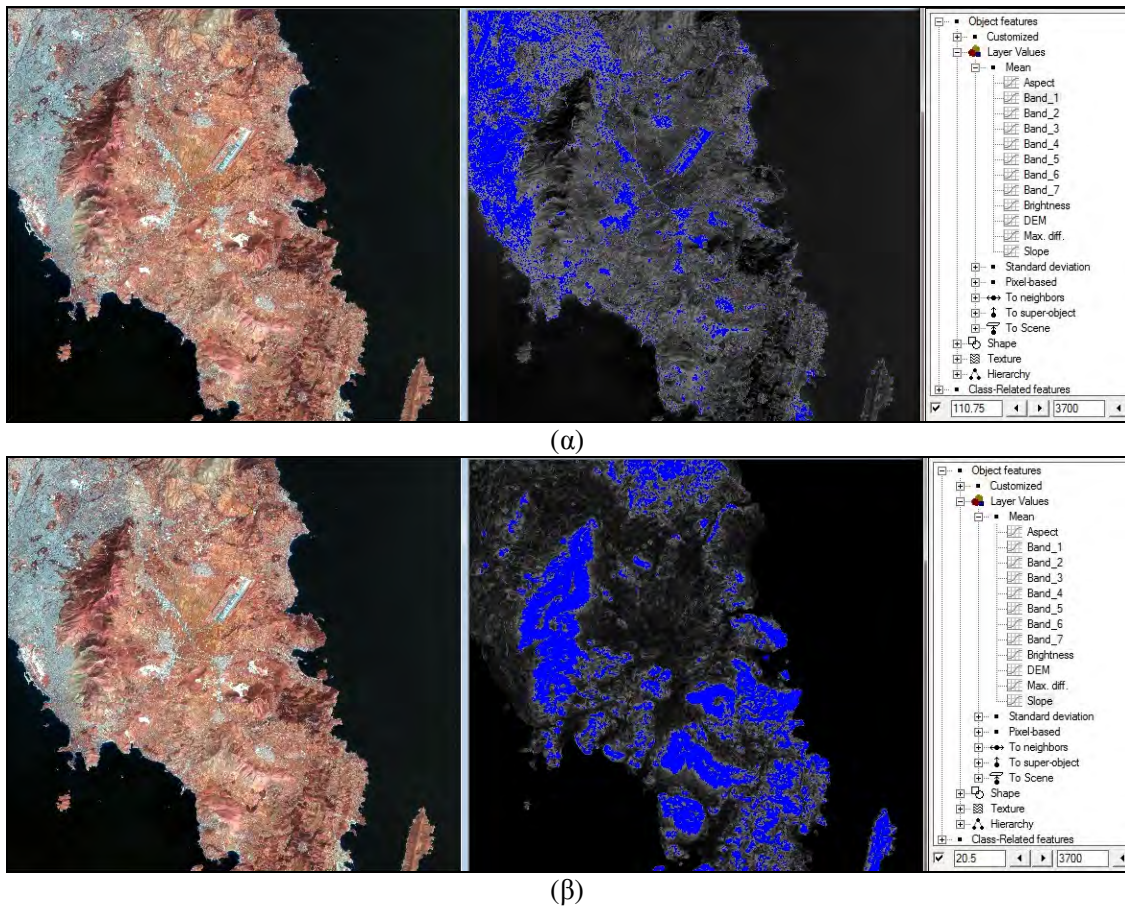 Object features
Customized
Layer Values
Mean
Aspect
Band_1
Band_2
Band_3
Band_4
Band_5
Band_6
Band_7
Brightness
DEM
Max. diff.
Slope
Standard deviation
Pixel-based
To neighbors
To super-object
To Scene
Shape
Texture
Hierarchy
Class-Related features
110.75 3700
(α)
Object features
Customized
Layer Values
Mean
Aspect
Band_1
Band_2
Band_3
Band_4
Band_5
Band_6
Band_7
Brightness
DEM
Max. diff.
Slope
Standard deviation
Pixel-based
To neighbors
To super-object
To Scene
Shape
Texture
Hierarchy
Class-Related features
20.5 3700
(β)